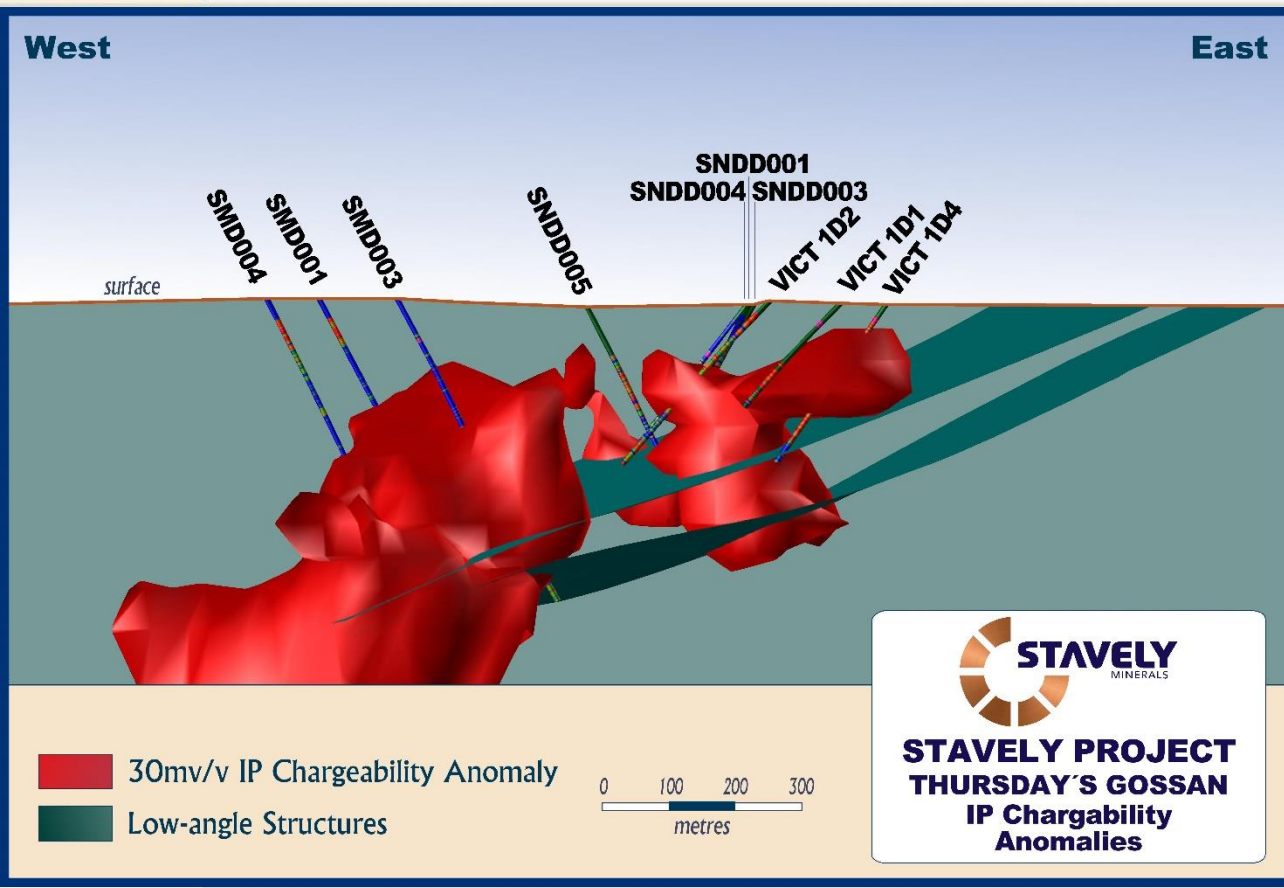 West
East
SNDD001
SNDD004 SNDD003
SMD004
SMD001
SMD003
SNDD005
VICT 1D2
VICT 1D1
VICT 1D4
surface
30mv/v IP Chargeability Anomaly
Low-angle Structures
0 100 200 300
metres
STAVELY
MINERALS
STAVELY PROJECT
THURSDAY´S GOSSAN
IP Chargability
Anomalies